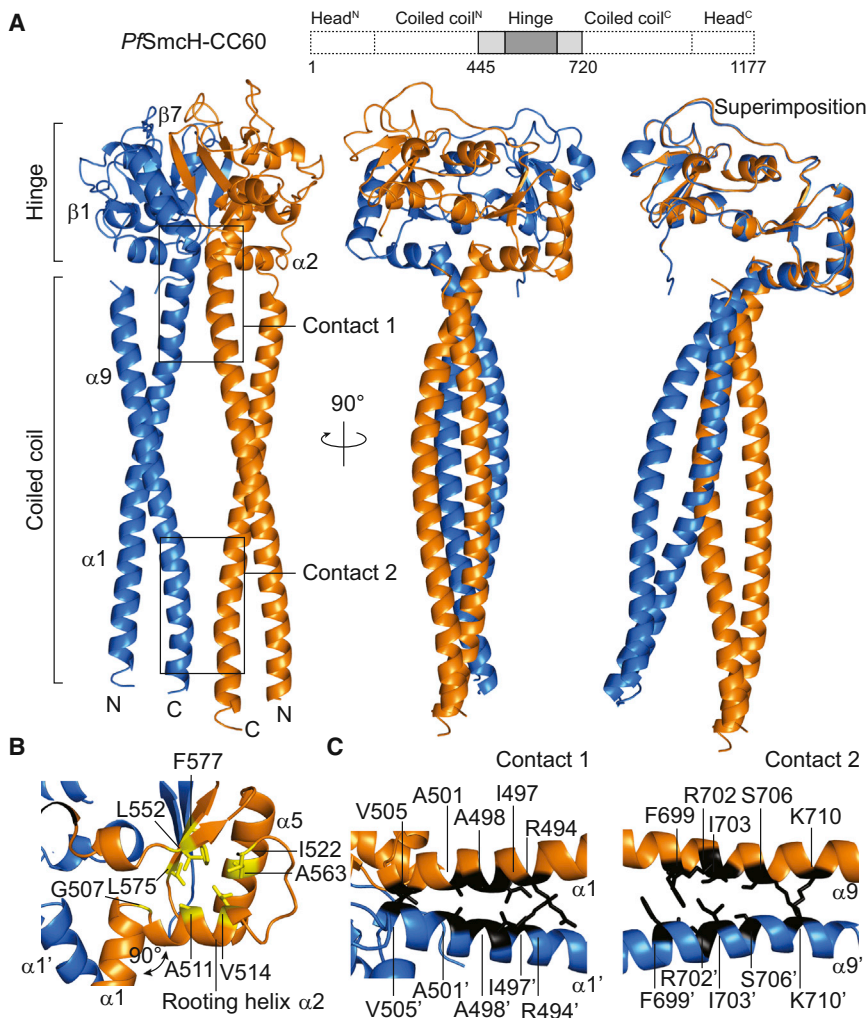 A
PfSmcH-CC60
Head^N Coiled coil^N Hinge Coiled coil^C Head^C
1 445 720 1177
Superimposition
Hinge
β7
β1
α2
Contact 1
α9
90°
Coiled coil
α1
Contact 2
N C C N
B
F577
L552
α5
I522
A563
G507 L575
90°
α1'
α1
A511 V514
Rooting helix α2
C
Contact 1
V505 A501 A498 I497 R494
α1
α1'
V505' A501' A498' I497' R494'
Contact 2
F699 R702 I703 S706 K710
α9
α9'
F699' R702' I703' S706' K710'